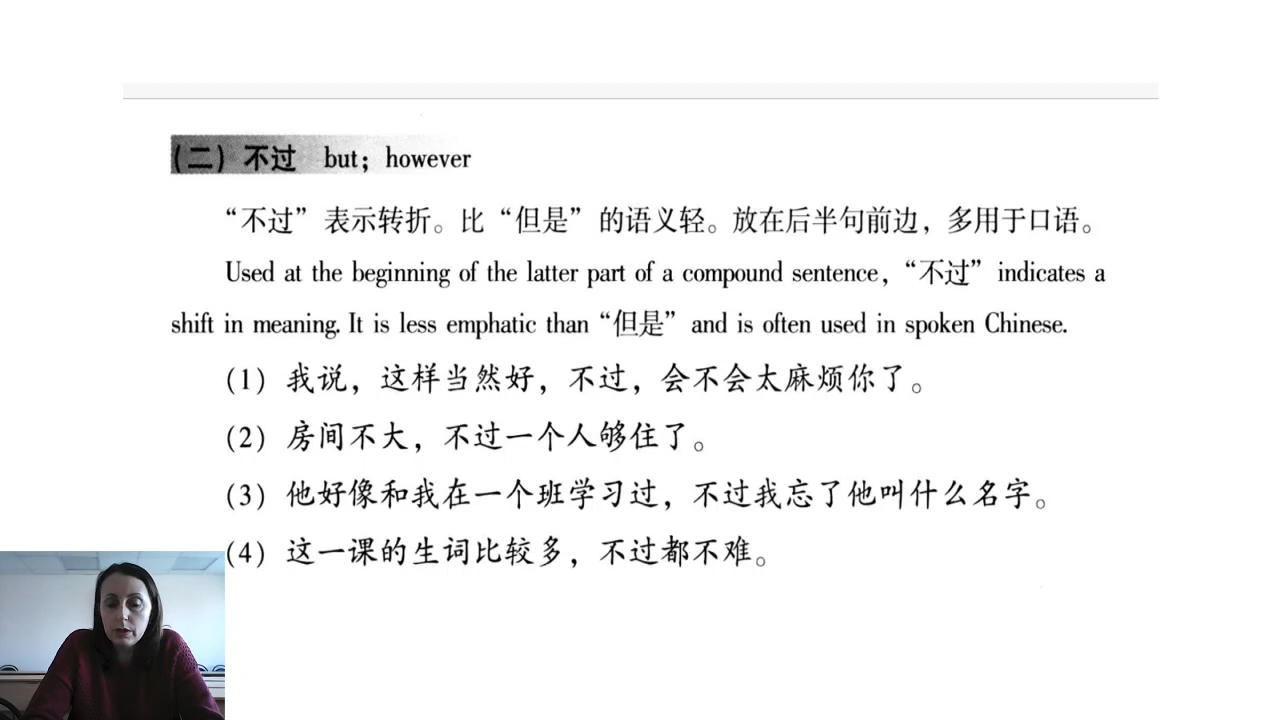 （二）不过 but；however
“不过”表示转折。比“但是”的语义轻。放在后半句前边，多用于口语。
Used at the beginning of the latter part of a compound sentence, “不过” indicates a
shift in meaning. It is less emphatic than “但是” and is often used in spoken Chinese.
(1) 我说，这样当然好，不过，会不会太麻烦你了。
(2) 房间不大，不过一个人够住了。
(3) 他好像和我在一个班学习过，不过我忘了他叫什么名字。
(4) 这一课的生词比较多，不过都不难。